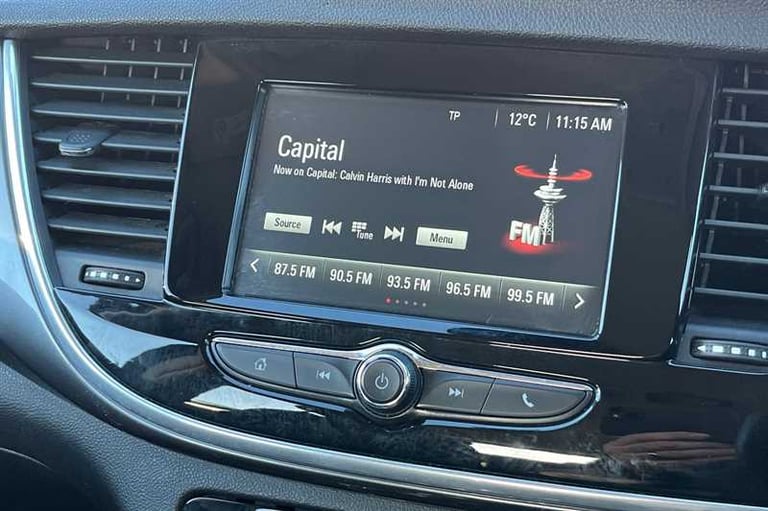 TP 12°C 11:15 AM
Capital
Now on Capital: Calvin Harris with I'm Not Alone
FM
Source Tune Menu
87.5 FM 90.5 FM 93.5 FM 96.5 FM 99.5 FM